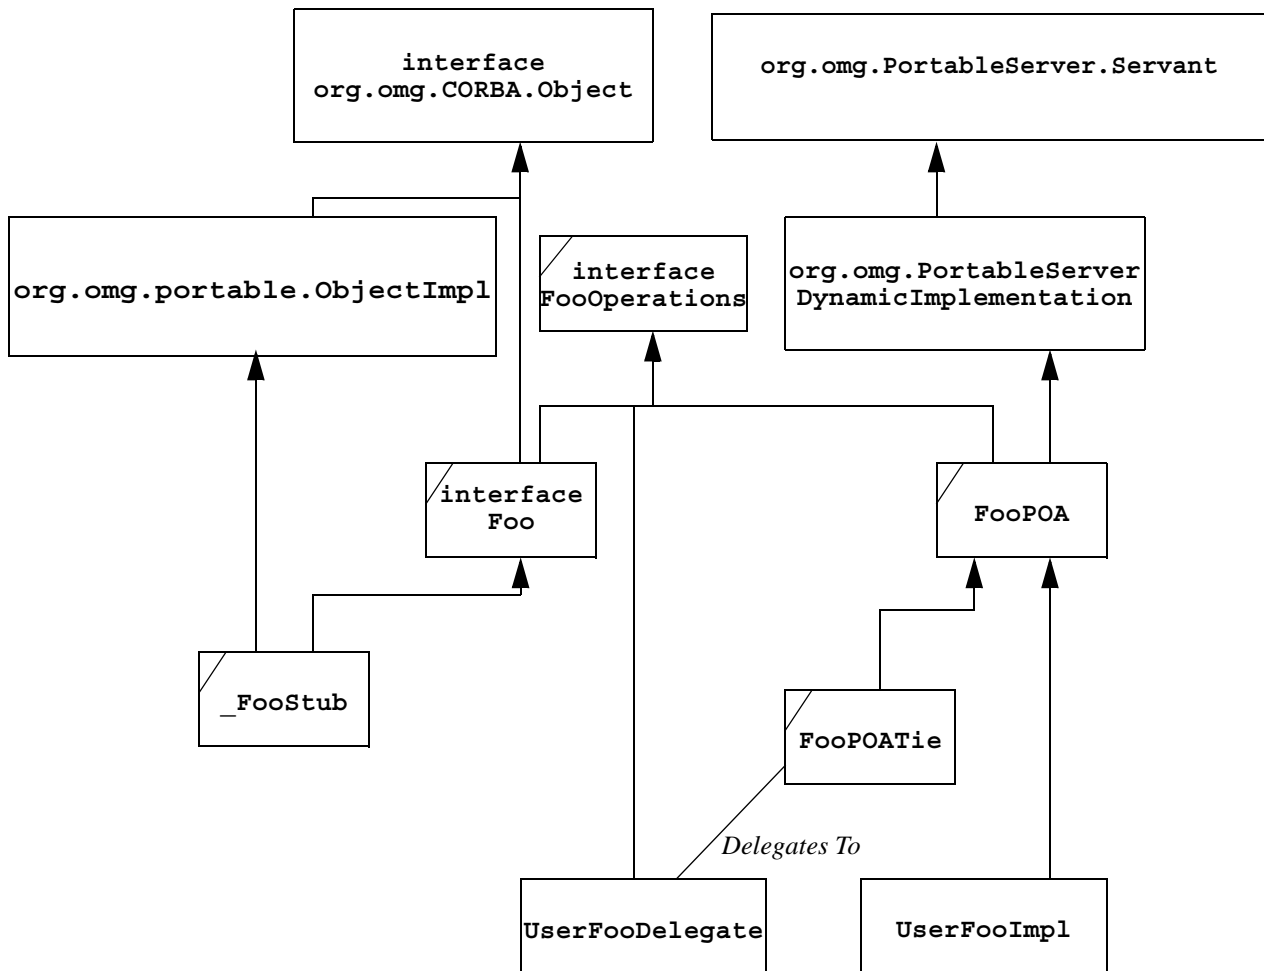 interface
org.omg.CORBA.Object
org.omg.PortableServer.Servant
org.omg.portable.ObjectImpl
interface
FooOperations
org.omg.PortableServer
DynamicImplementation
interface
Foo
FooPOA
_FooStub
FooPOATie
Delegates To
UserFooDelegate
UserFooImpl